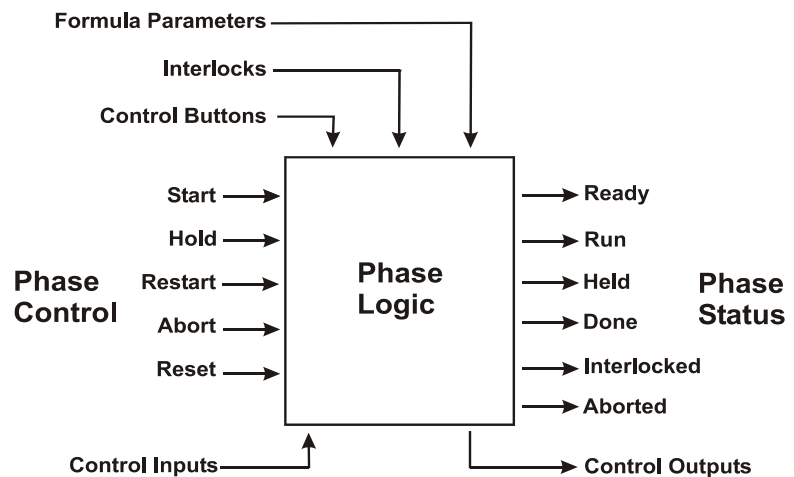 Formula Parameters
Interlocks
Control Buttons
Start
Hold
Restart
Abort
Reset
Phase
Control
Phase
Logic
Ready
Run
Held
Done
Interlocked
Aborted
Phase
Status
Control Inputs
Control Outputs